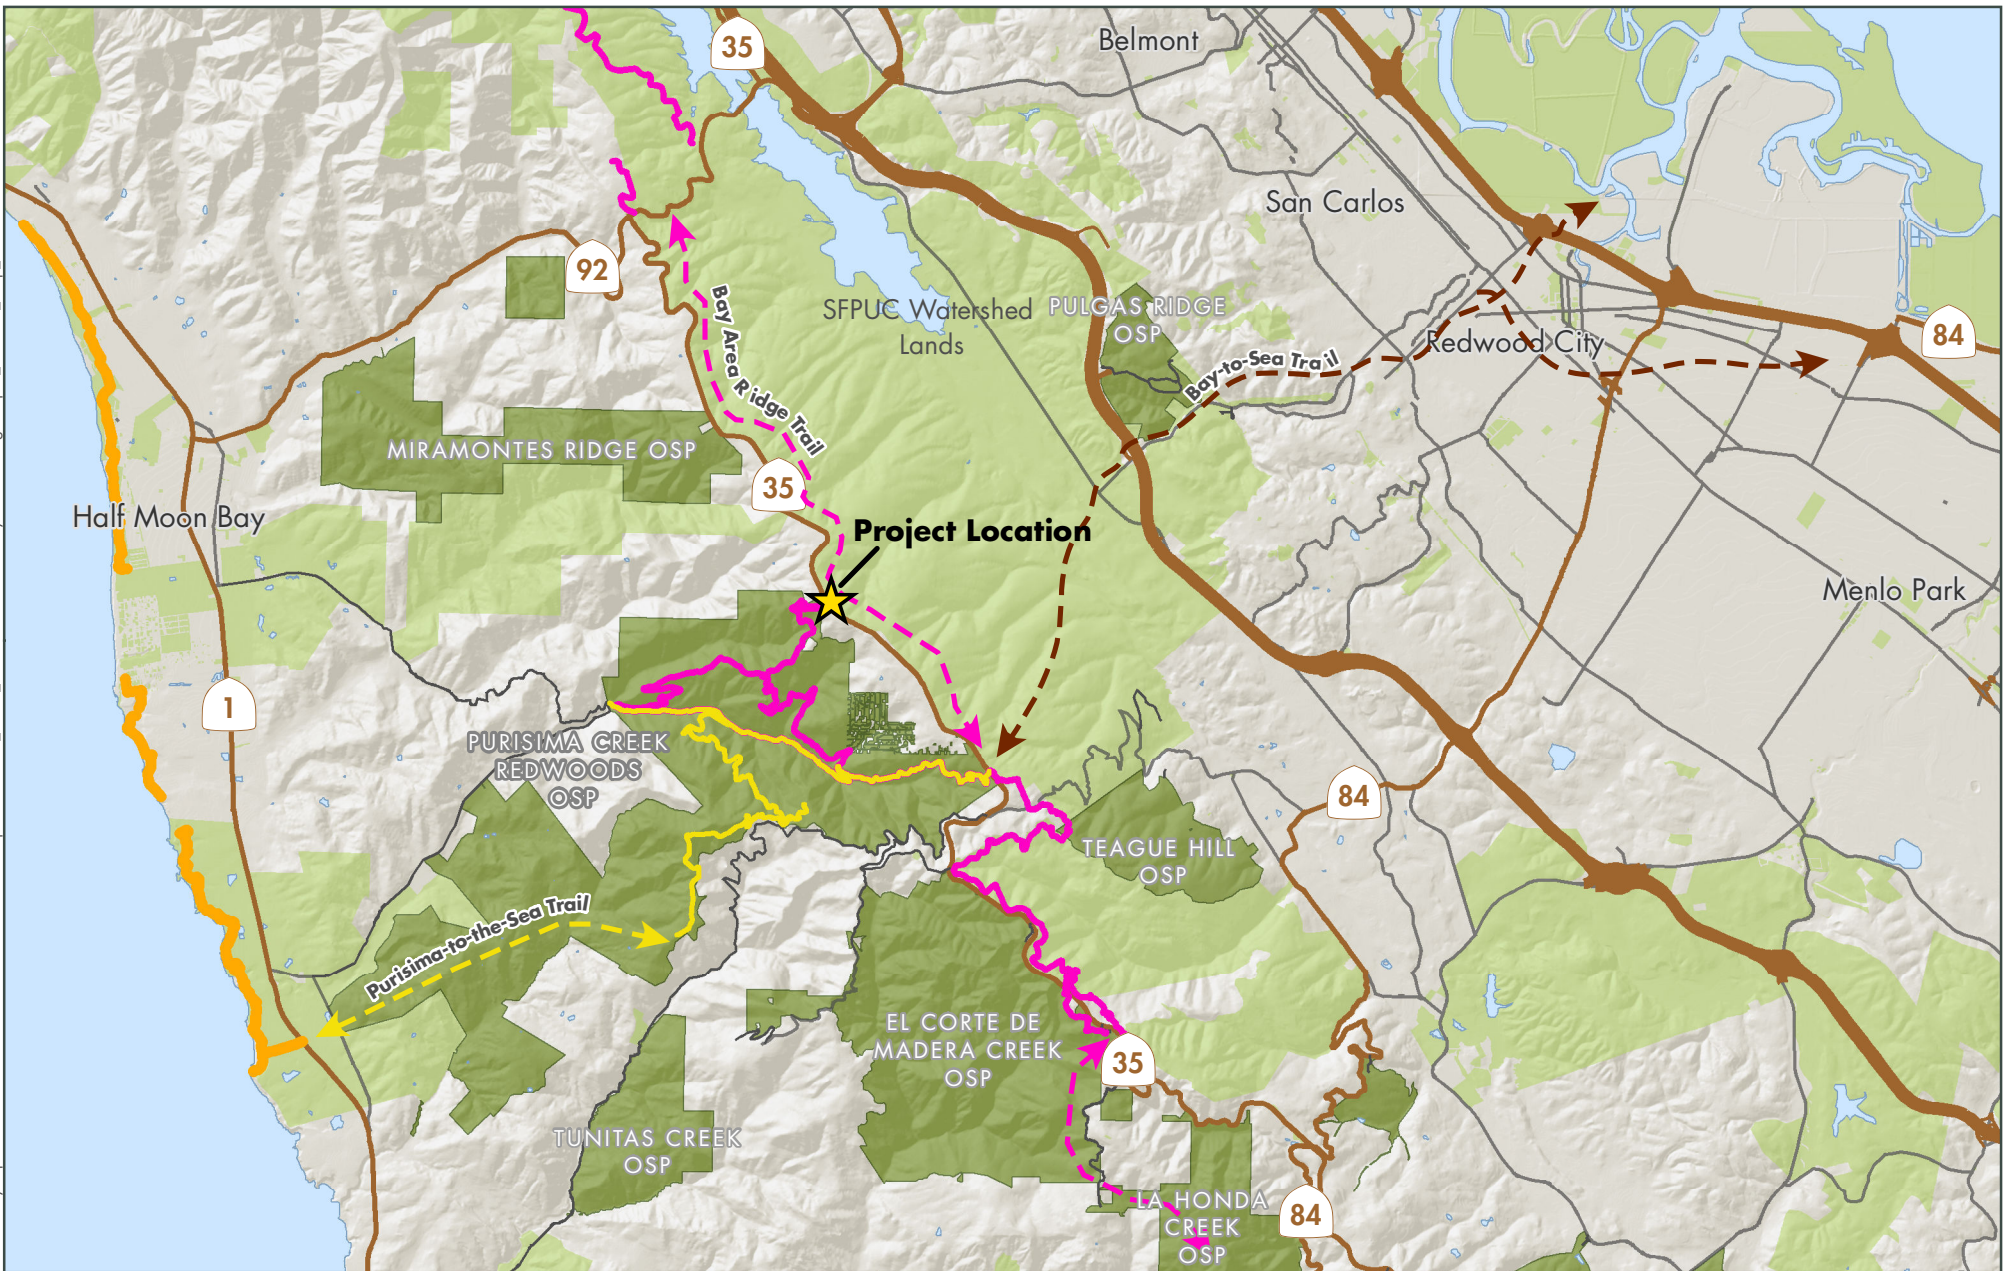 35
Belmont
San Carlos
92
SFPUC Watershed
Lands
PULGAS RIDGE
OSP
Bay Area Ridge Trail
Bay-to-Sea Trail
Redwood City
84
MIRAMONTES RIDGE OSP
35
Half Moon Bay
Project Location
Menlo Park
1
PURISIMA CREEK
REDWOODS
OSP
84
TEAGUE HILL
OSP
Purisima-to-the-Sea Trail
EL CORTE DE
MADERA CREEK
OSP
35
TUNITAS CREEK
OSP
LA HONDA
CREEK
OSP
84